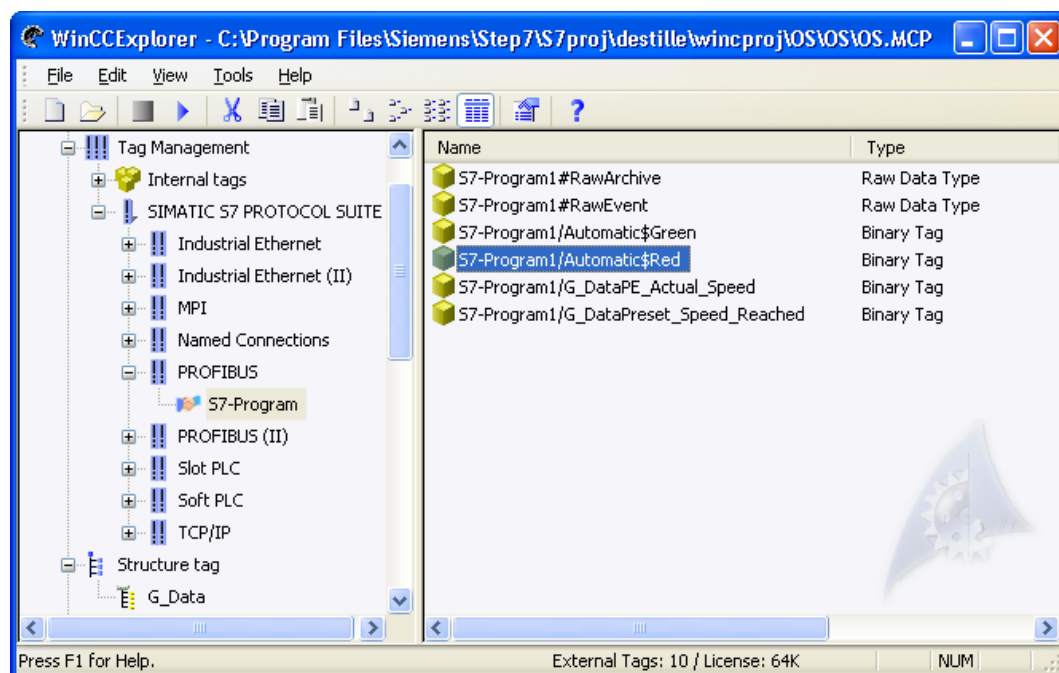 WinCCExplorer - C:\Program Files\Siemens\Step7\S7proj\destille\wincproj\OS\OS\OS.MCP
File Edit View Tools Help
Tag Management
Internal tags
SIMATIC S7 PROTOCOL SUITE
Industrial Ethernet
Industrial Ethernet (II)
MPI
Named Connections
PROFIBUS
S7-Program
PROFIBUS (II)
Slot PLC
Soft PLC
TCP/IP
Structure tag
G_Data
Name Type
S7-Program1#RawArchive Raw Data Type
S7-Program1#RawEvent Raw Data Type
S7-Program1/Automatic$Green Binary Tag
S7-Program1/Automatic$Red Binary Tag
S7-Program1/G_DataPE_Actual_Speed Binary Tag
S7-Program1/G_DataPreset_Speed_Reached Binary Tag
Press F1 for Help. External Tags: 10 / License: 64K NUM